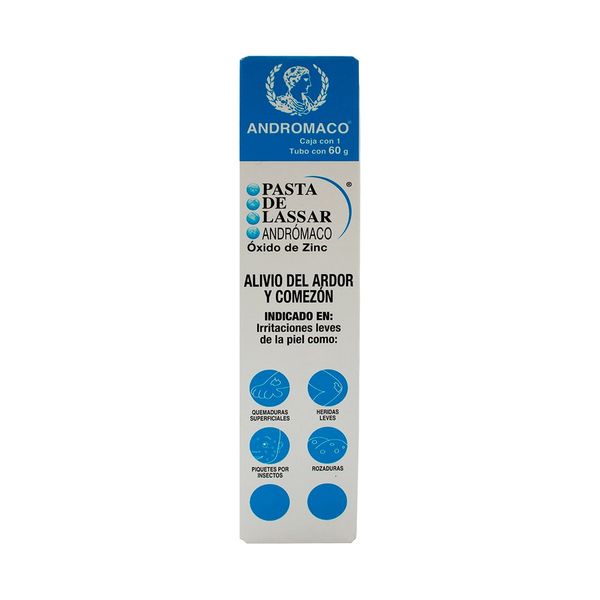 ANDROMACO®
Caja con 1
Tubo con 60 g
PASTA ®
DE
LASSAR
ANDRÓMACO
Óxido de Zinc
ALIVIO DEL ARDOR
Y COMEZÓN
INDICADO EN:
Irritaciones leves
de la piel como:
QUEMADURAS
SUPERFICIALES
HERIDAS
LEVES
PIQUETES POR
INSECTOS
ROZADURAS